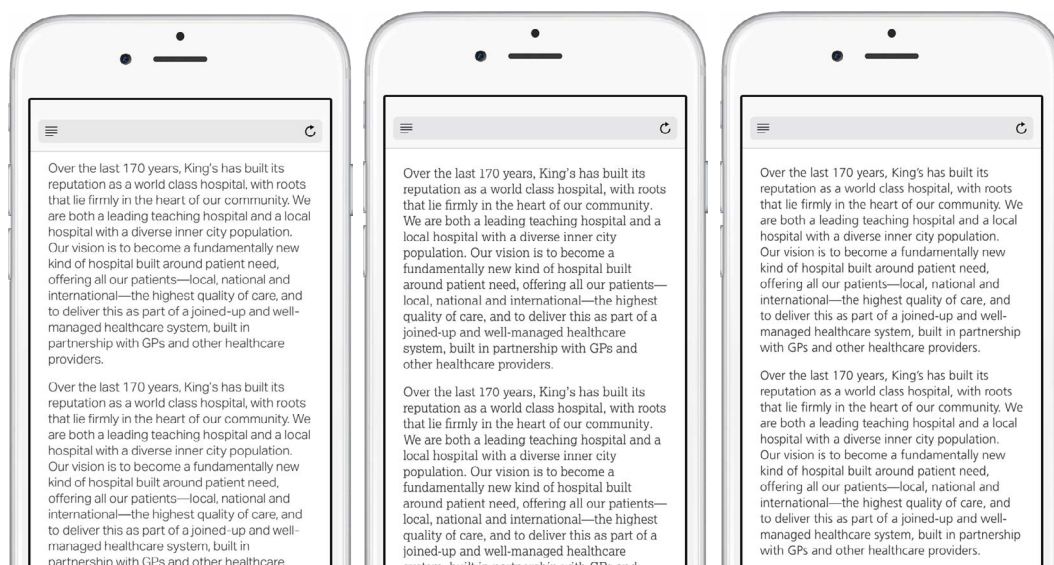 Over the last 170 years, King's has built its
reputation as a world class hospital, with roots
that lie firmly in the heart of our community. We
are both a leading teaching hospital and a local
hospital with a diverse inner city population.
Our vision is to become a fundamentally new
kind of hospital built around patient need,
offering all our patients—local, national and
international—the highest quality of care, and
to deliver this as part of a joined-up and well-
managed healthcare system, built in
partnership with GPs and other healthcare
providers.
Over the last 170 years, King's has built its
reputation as a world class hospital, with roots
that lie firmly in the heart of our community. We
are both a leading teaching hospital and a local
hospital with a diverse inner city population.
Our vision is to become a fundamentally new
kind of hospital built around patient need,
offering all our patients—local, national and
international—the highest quality of care, and
to deliver this as part of a joined-up and well-
managed healthcare system, built in
partnership with GPs and other healthcare
Over the last 170 years, King's has built its
reputation as a world class hospital, with roots
that lie firmly in the heart of our community.
We are both a leading teaching hospital and a
local hospital with a diverse inner city
population. Our vision is to become a
fundamentally new kind of hospital built
around patient need, offering all our patients—
local, national and international—the highest
quality of care, and to deliver this as part of a
joined-up and well-managed healthcare
system, built in partnership with GPs and
other healthcare providers.
Over the last 170 years, King's has built its
reputation as a world class hospital, with roots
that lie firmly in the heart of our community.
We are both a leading teaching hospital and a
local hospital with a diverse inner city
population. Our vision is to become a
fundamentally new kind of hospital built
around patient need, offering all our patients—
local, national and international—the highest
quality of care, and to deliver this as part of a
joined-up and well-managed healthcare
system, built in partnership with GPs and
Over the last 170 years, King's has built its
reputation as a world class hospital, with roots
that lie firmly in the heart of our community. We
are both a leading teaching hospital and a local
hospital with a diverse inner city population.
Our vision is to become a fundamentally new
kind of hospital built around patient need,
offering all our patients—local, national and
international—the highest quality of care, and
to deliver this as part of a joined-up and well-
managed healthcare system, built in partnership
with GPs and other healthcare providers.
Over the last 170 years, King's has built its
reputation as a world class hospital, with roots
that lie firmly in the heart of our community. We
are both a leading teaching hospital and a local
hospital with a diverse inner city population.
Our vision is to become a fundamentally new
kind of hospital built around patient need,
offering all our patients—local, national and
international—the highest quality of care, and
to deliver this as part of a joined-up and well-
managed healthcare system, built in partnership
with GPs and other healthcare providers.